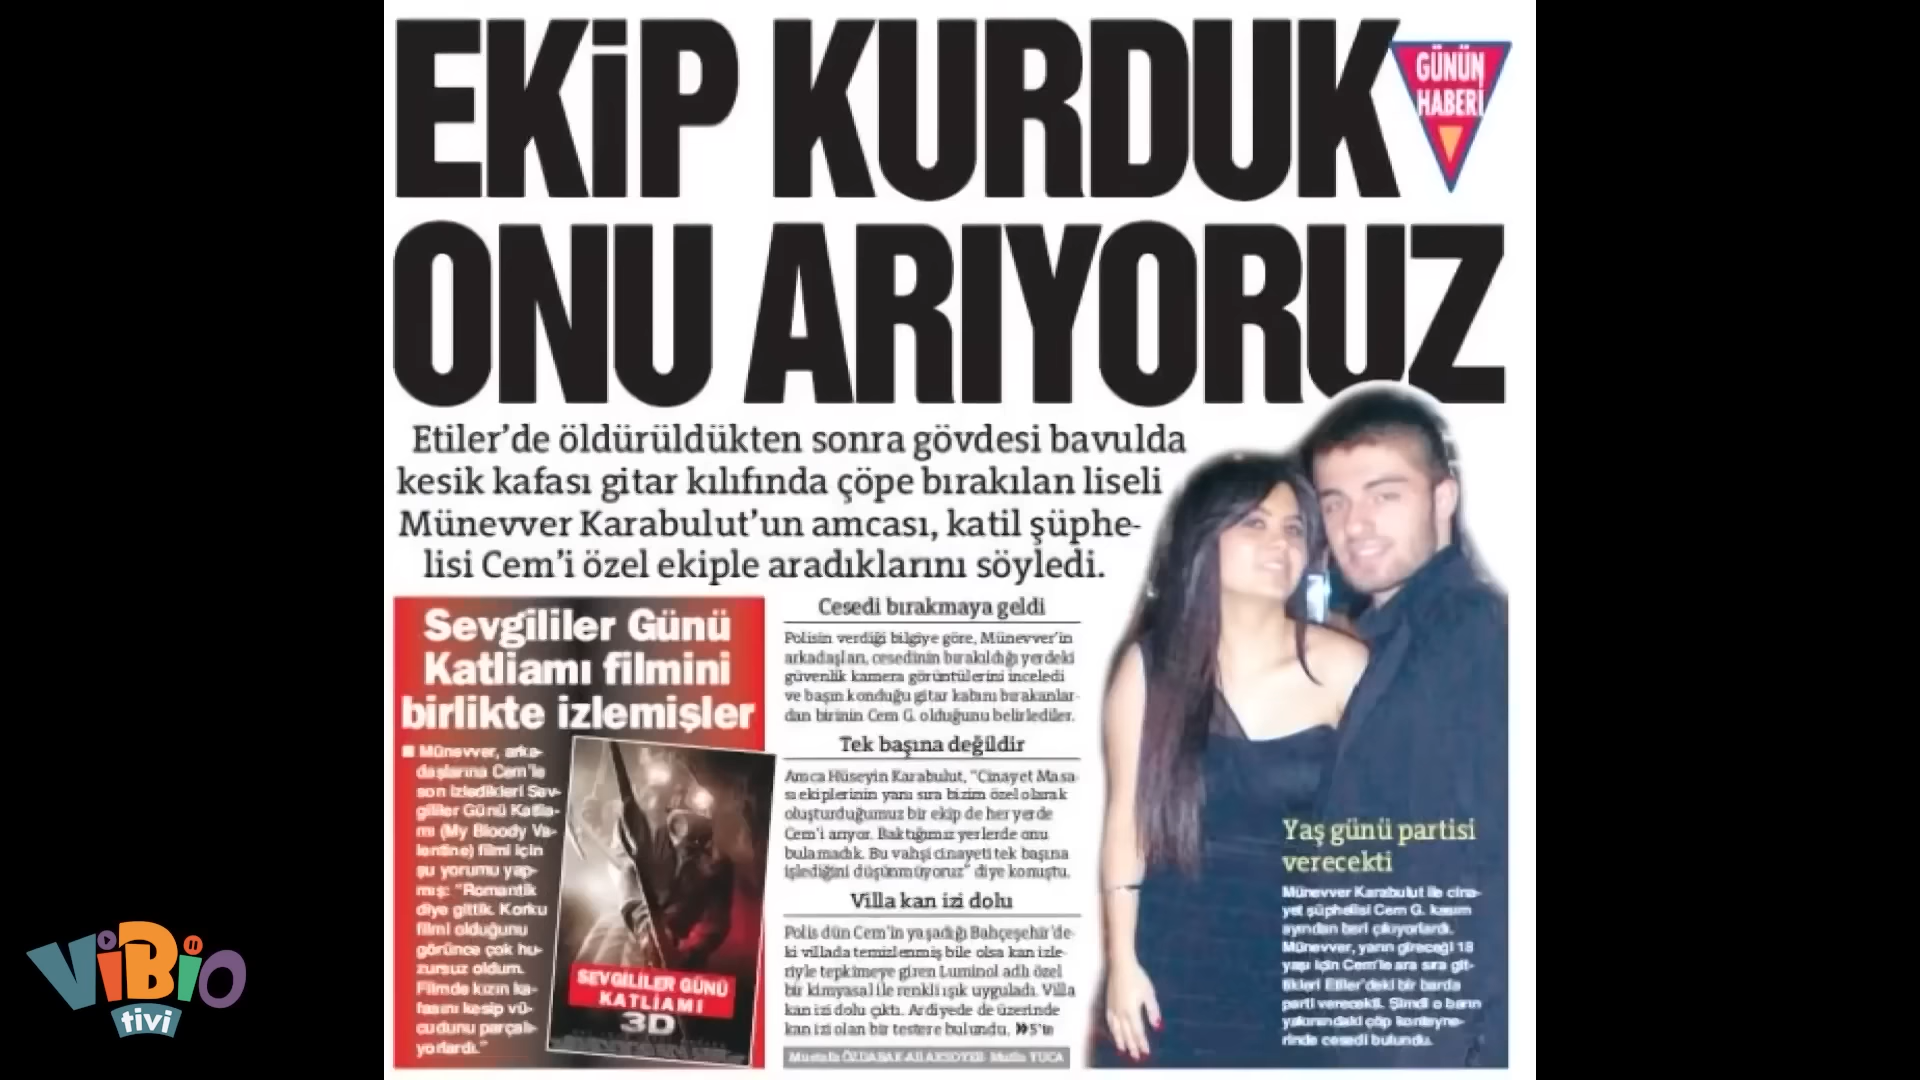 EKİP KURDUK
GÜNÜN
HABERİ
ONU ARIYORUZ
Etiler’de öldürüldükten sonra gövdesi bavulda
kesik kafası gitar kılıfında çöpe bırakılan liseli
Münevver Karabulut’un amcası, katil şüphe-
lisi Cem’i özel ekiple aradıklarını söyledi.
Sevgililer Günü
Katliamı filmini
birlikte izlemişler
Münevver, arka-
daşlarına Cem’le
son izledikleri Sev-
gililer Günü Katlia-
mı (My Bloody Va-
lentine) filmi için
şu yorumu yap-
mış: “Romantik
diye gittik. Korku
filmi olduğunu
görünce çok hu-
zursuz oldum.
Filmde kızın ka-
fasını kesip vü-
cudunu parçalı-
yorlardı.”
SEVGİLİLER GÜNÜ
KATLİAMI
3D
Cesedi bırakmaya geldi
Polisin verdiği bilgiye göre, Münevver’in
arkadaşları, cesedinin bırakıldığı yerdeki
güvenlik kamera görüntülerini inceledi
ve başın konduğu gitar kabını bırakanlar-
dan birinin Cem G. olduğunu belirlediler.
Tek başına değildir
Amca Hüseyin Karabulut, “Cinayet Masa-
sı ekiplerinin yanı sıra bizim özel olarak
oluşturduğumuz bir ekip de her yerde
Cem’i arıyor. Baktığımız yerlerde onu
bulamadık. Bu vahşi cinayeti tek başına
işlediğini düşünmüyoruz” diye konuştu.
Villa kan izi dolu
Polis dün Cem’in yaşadığı Bahçeşehir’de-
ki villada temizlenmiş bile olsa kan izle-
riyle tepkimeye giren Luminol adlı özel
bir kimyasal ile renkli ışık uyguladı. Villa
kan izi dolu çıktı. Ardiyede de üzerinde
kan izi olan bir testere bulundu. 5’te
Mustafa ÖZDABAK
Yaş günü partisi
verecekti
Münevver Karabulut ile cina-
yet şüphelisi Cem G. kasım
ayından beri çıkıyorlardı.
Münevver, yarın gireceği 18
yaşı için Cem’le ara sıra git-
tikleri Etiler’deki bir barda
parti verecekti. Şimdi o barın
yakınındaki çöp konteyne-
rinde cesedi bulundu.
ViBio
tivi